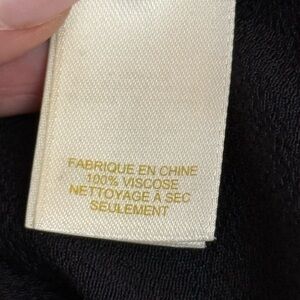 FABRIQUE EN CHINE
100% VISCOSE
NETTOYAGE A SEC
SEULEMENT